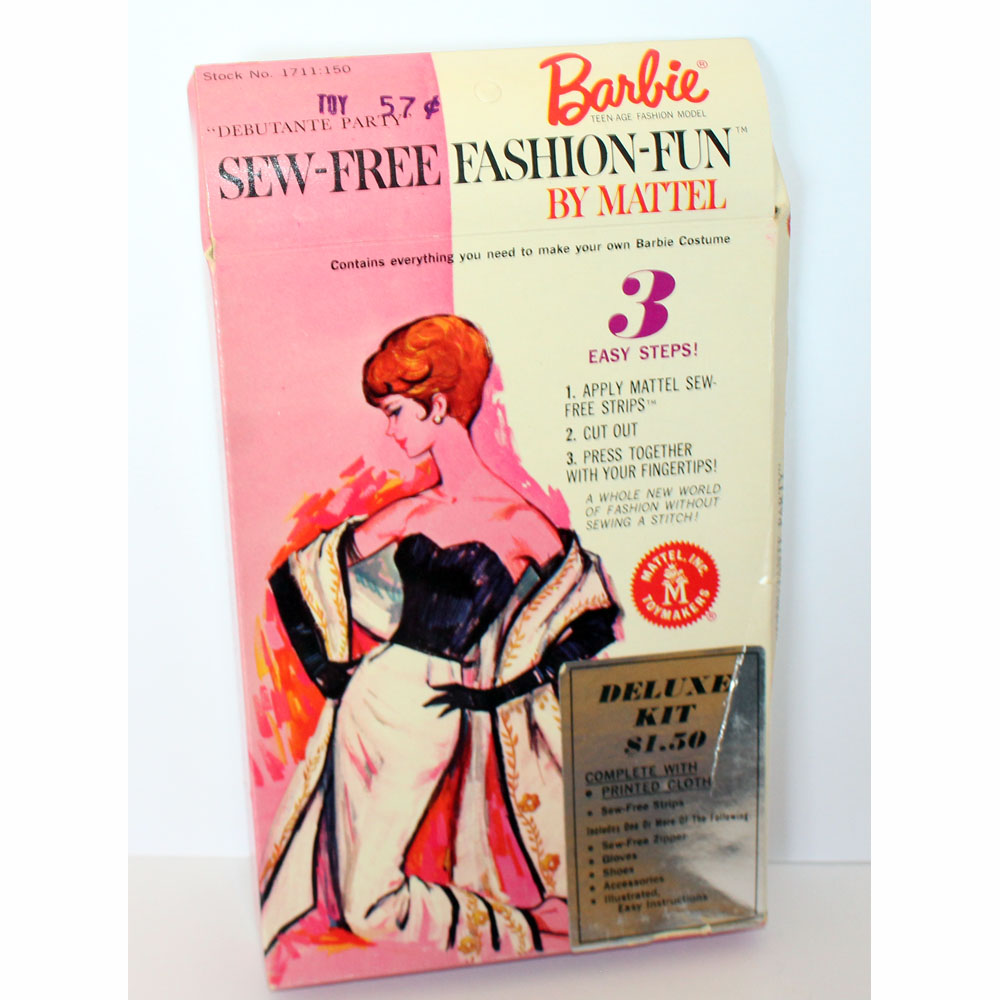 Stock No. 1711:150
TOY 57¢
"DEBUTANTE PARTY"
Barbie®
TEEN-AGE FASHION MODEL
SEW-FREE FASHION-FUN™
BY MATTEL
Contains everything you need to make your own Barbie Costume
3
EASY STEPS!
1. APPLY MATTEL SEW-
FREE STRIPS™
2. CUT OUT
3. PRESS TOGETHER
WITH YOUR FINGERTIPS!
A WHOLE NEW WORLD
OF FASHION WITHOUT
SEWING A STITCH!
MATTEL, INC.
M
TOYMAKERS
®
DELUXE
KIT
$1.50
COMPLETE WITH
• PRINTED CLOTH
• Sew-Free Strips
Includes One Or More Of The Following
• Sew-Free Zipper
• Gloves
• Shoes
• Accessories
• Illustrated,
Easy Instructions